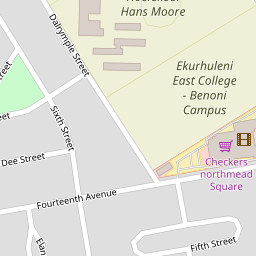 Hans Moore
Dalrymple Street
Ekurhuleni
East College
- Benoni
Campus
Sixth Street
Dee Street
Checkers
northmead
Square
Fourteenth Avenue
Elan
Fifth Street